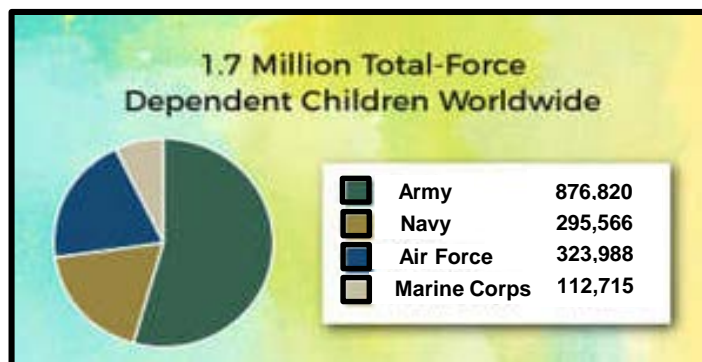 1.7 Million Total-Force
Dependent Children Worldwide
Army 876,820
Navy 295,566
Air Force 323,988
Marine Corps 112,715